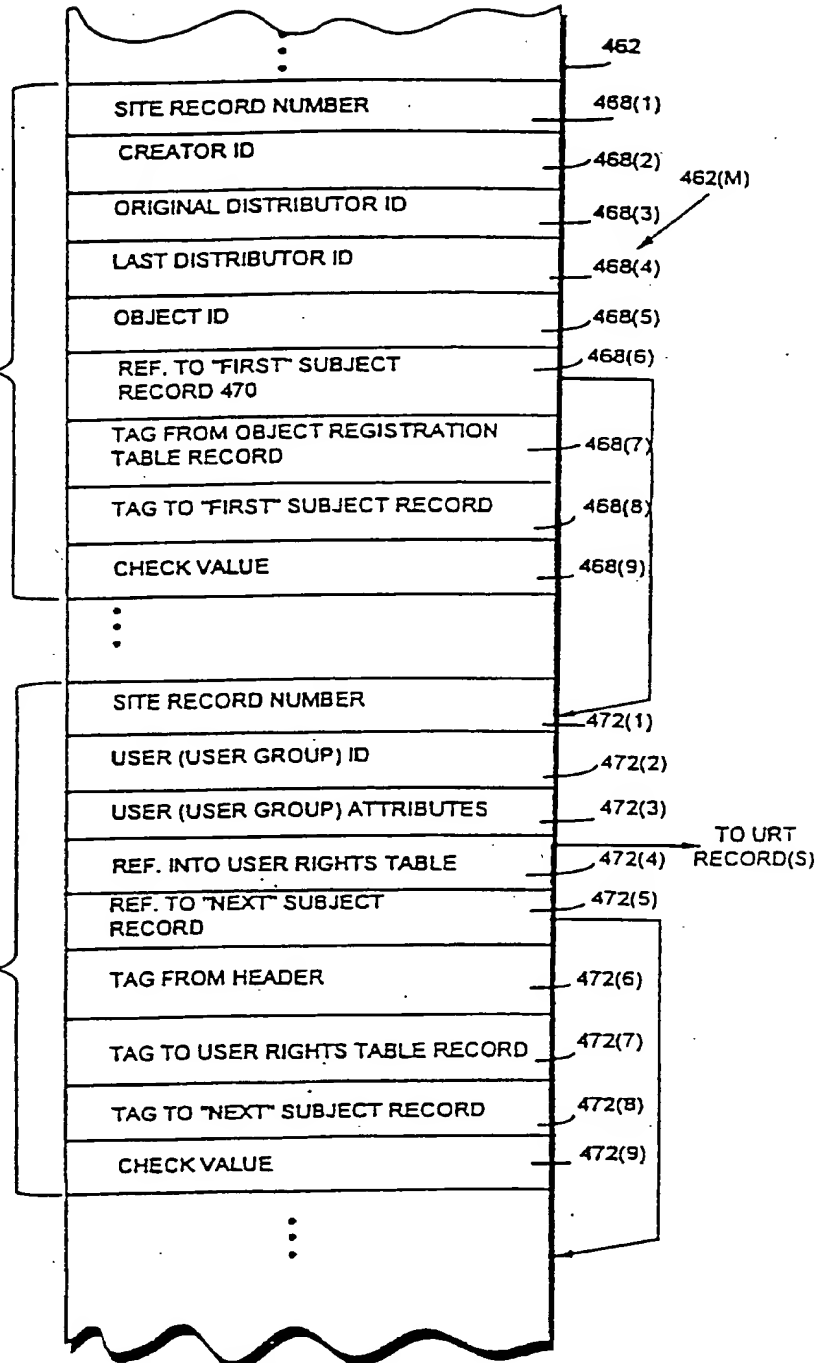 462
SITE RECORD NUMBER 468(1)
CREATOR ID 468(2)
462(M)
ORIGINAL DISTRIBUTOR ID 468(3)
LAST DISTRIBUTOR ID 468(4)
OBJECT ID 468(5)
REF. TO "FIRST" SUBJECT 468(6)
RECORD 470
TAG FROM OBJECT REGISTRATION
TABLE RECORD 468(7)
TAG TO "FIRST" SUBJECT RECORD 468(8)
CHECK VALUE 468(9)
SITE RECORD NUMBER 472(1)
USER (USER GROUP) ID 472(2)
USER (USER GROUP) ATTRIBUTES 472(3)
REF. INTO USER RIGHTS TABLE 472(4)
TO URT
RECORD(S)
REF. TO "NEXT" SUBJECT 472(5)
RECORD
TAG FROM HEADER 472(6)
TAG TO USER RIGHTS TABLE RECORD 472(7)
TAG TO "NEXT" SUBJECT RECORD 472(8)
CHECK VALUE 472(9)